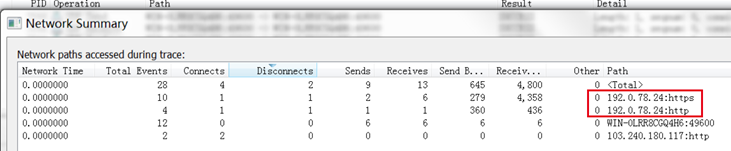 PID Operation Path Result Detail
Network Summary
Network paths accessed during trace:
Network Time Total Events Connects Disconnects Sends Receives Send B... Receiv... Other Path
0.0000000 28 4 2 9 13 645 4,800 0 <Total>
0.0000000 10 1 1 2 6 279 4,358 0 192.0.78.24:https
0.0000000 4 1 1 1 1 360 436 0 192.0.78.24:http
0.0000000 12 0 0 6 6 6 6 0 WIN-0LRR8CGQ4H6:49600
0.0000000 2 2 0 0 0 0 0 0 103.240.180.117:http